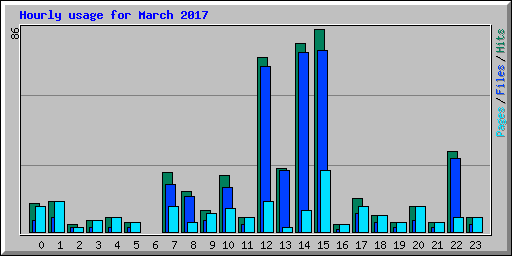 Hourly usage for March 2017
86
Pages/Files/Hits
0 1 2 3 4 5 6 7 8 9 10 11 12 13 14 15 16 17 18 19 20 21 22 23